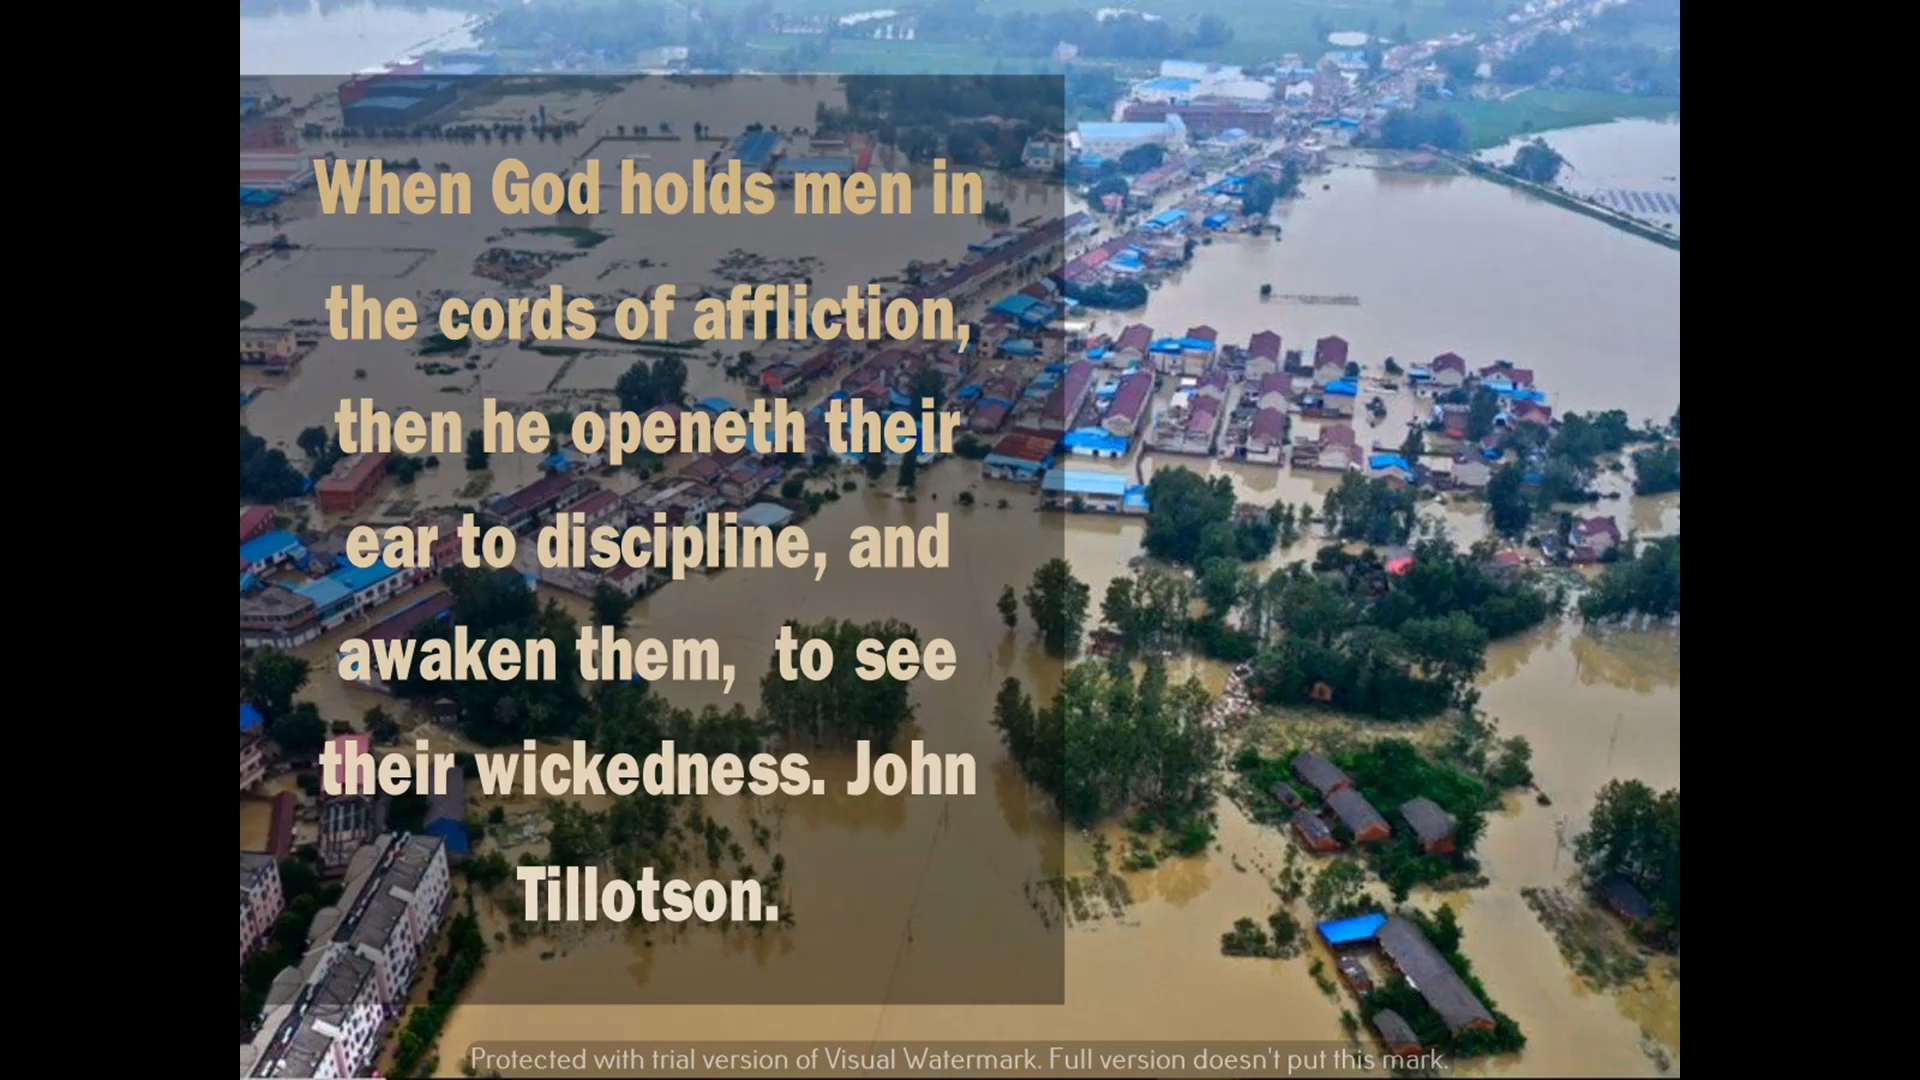 When God holds men in
the cords of affliction,
then he openeth their
ear to discipline, and
awaken them,  to see
their wickedness. John
Tillotson.
Protected with trial version of Visual Watermark. Full version doesn't put this mark.